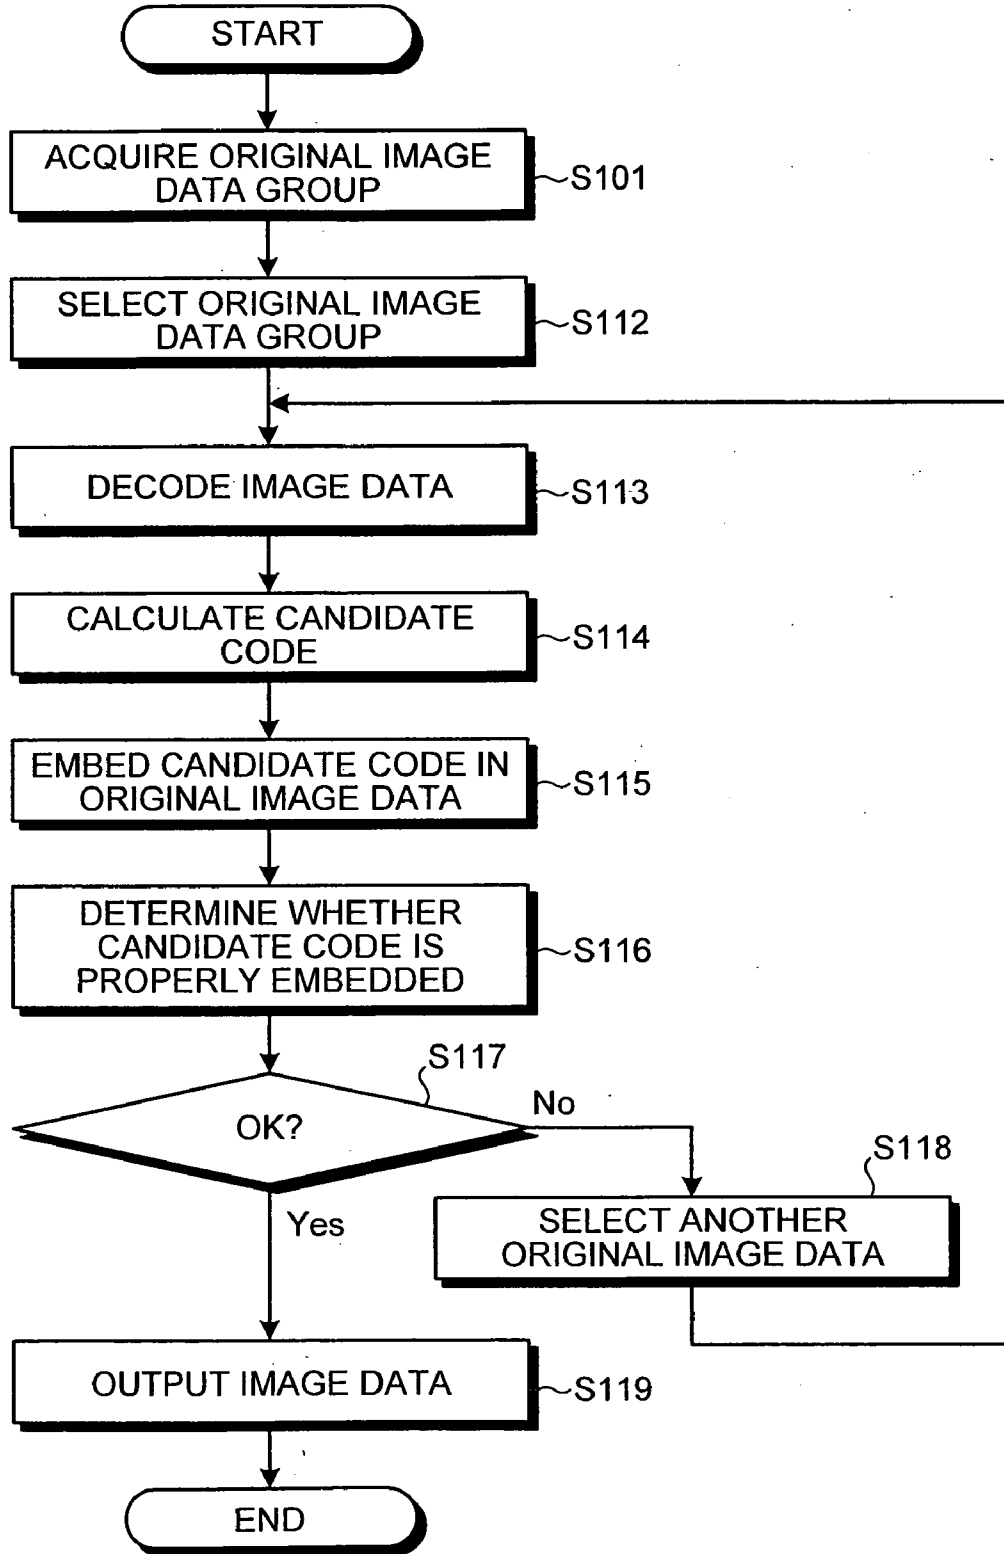 START
ACQUIRE ORIGINAL IMAGE
DATA GROUP
S101
SELECT ORIGINAL IMAGE
DATA GROUP
S112
DECODE IMAGE DATA
S113
CALCULATE CANDIDATE
CODE
S114
EMBED CANDIDATE CODE IN
ORIGINAL IMAGE DATA
S115
DETERMINE WHETHER
CANDIDATE CODE IS
PROPERLY EMBEDDED
S116
S117
OK?
No
Yes
S118
SELECT ANOTHER
ORIGINAL IMAGE DATA
OUTPUT IMAGE DATA
S119
END